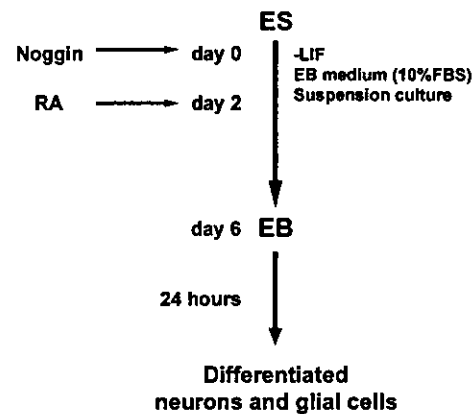 ES
Noggin day 0 -LIF
EB medium (10%FBS)
RA day 2 Suspension culture
day 6 EB
24 hours
Differentiated
neurons and glial cells